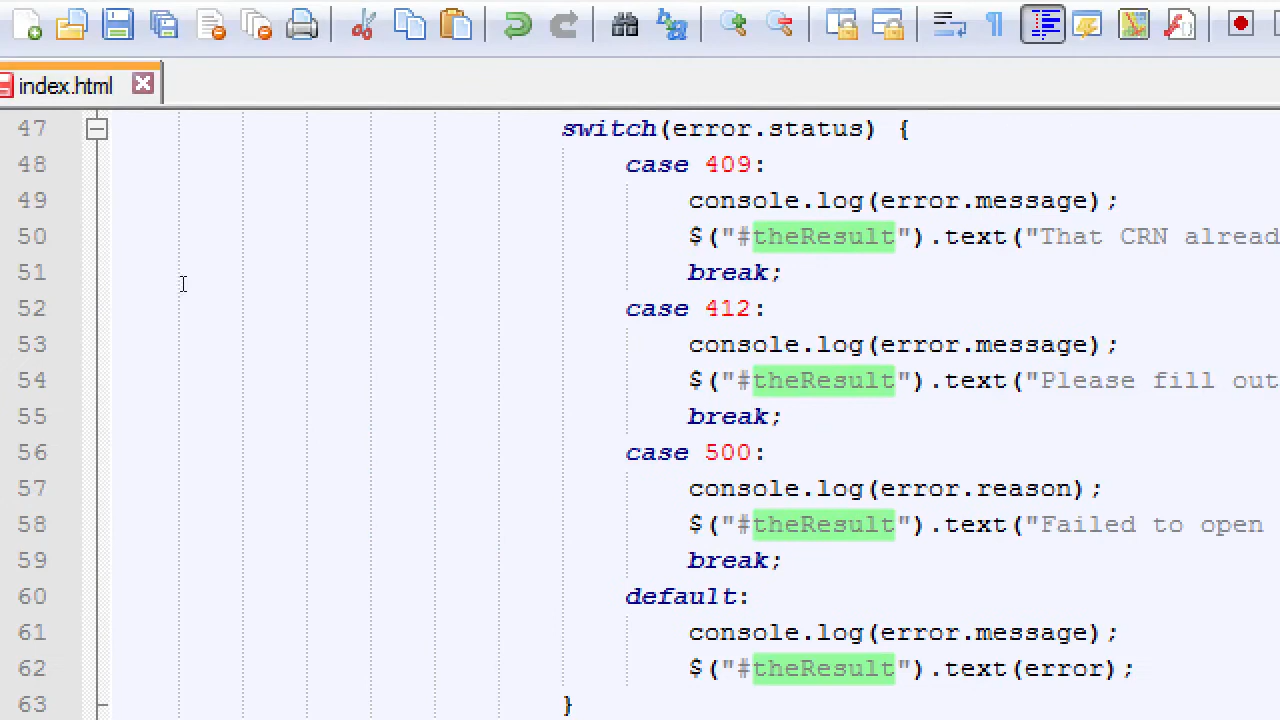 index.html
47 switch(error.status) {
48 case 409:
49 console.log(error.message);
50 $("#theResult").text("That CRN alread
51 break;
52 case 412:
53 console.log(error.message);
54 $("#theResult").text("Please fill out
55 break;
56 case 500:
57 console.log(error.reason);
58 $("#theResult").text("Failed to open
59 break;
60 default:
61 console.log(error.message);
62 $("#theResult").text(error);
63 }